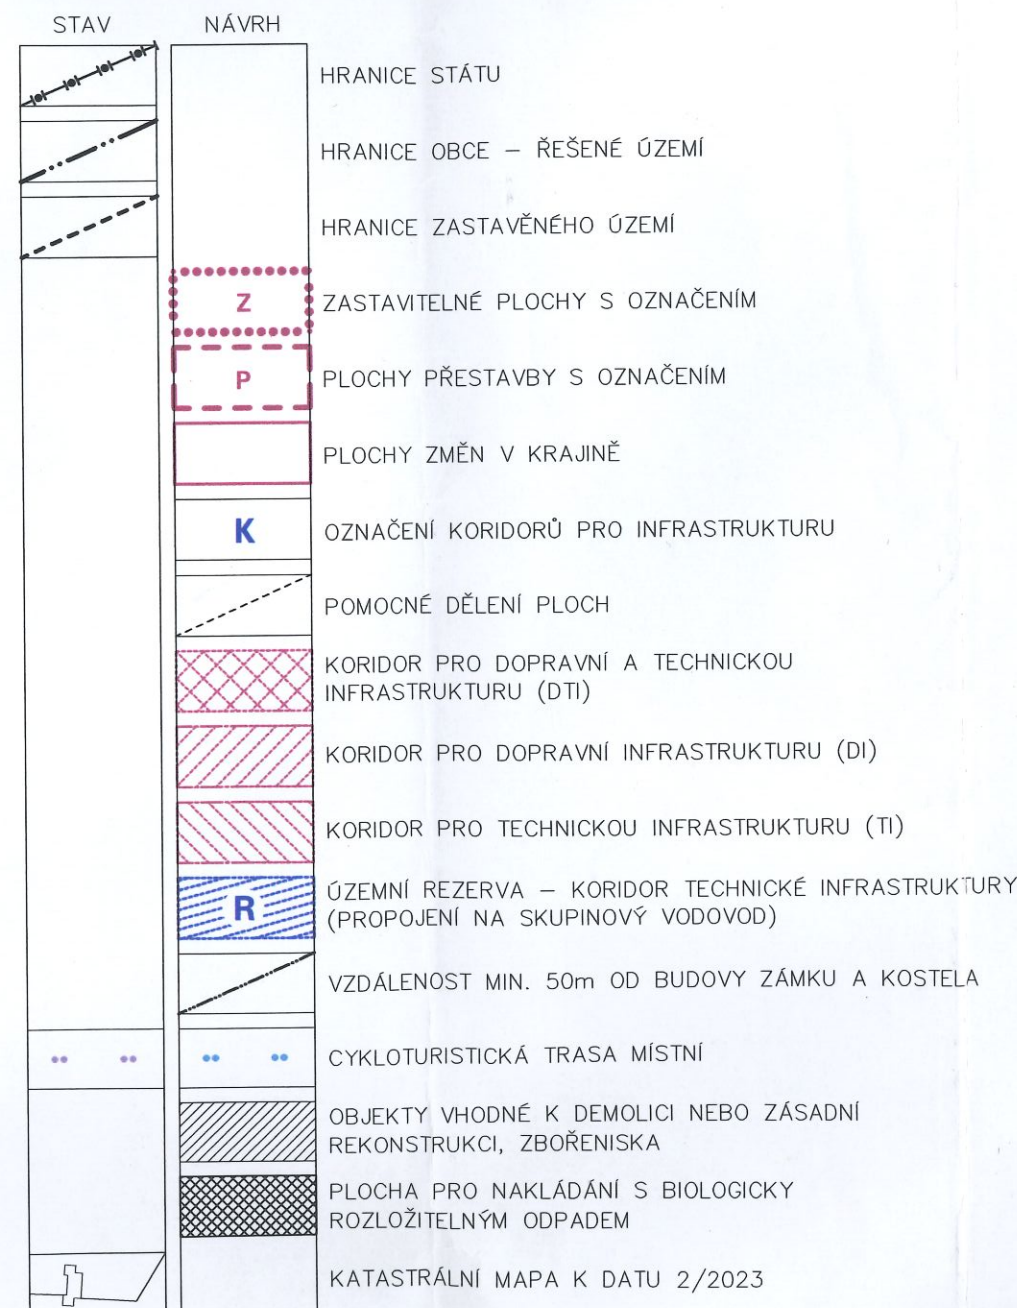 STAV NÁVRH
HRANICE STÁTU
HRANICE OBCE – ŘEŠENÉ ÚZEMÍ
HRANICE ZASTAVĚNÉHO ÚZEMÍ
Z ZASTAVITELNÉ PLOCHY S OZNAČENÍM
P PLOCHY PŘESTAVBY S OZNAČENÍM
PLOCHY ZMĚN V KRAJINĚ
K OZNAČENÍ KORIDORŮ PRO INFRASTRUKTURU
POMOCNÉ DĚLENÍ PLOCH
KORIDOR PRO DOPRAVNÍ A TECHNICKOU
INFRASTRUKTURU (DTI)
KORIDOR PRO DOPRAVNÍ INFRASTRUKTURU (DI)
KORIDOR PRO TECHNICKOU INFRASTRUKTURU (TI)
R ÚZEMNÍ REZERVA – KORIDOR TECHNICKÉ INFRASTRUKTURY
(PROPOJENÍ NA SKUPINOVÝ VODOVOD)
VZDÁLENOST MIN. 50m OD BUDOVY ZÁMKU A KOSTELA
CYKLOTURISTICKÁ TRASA MÍSTNÍ
OBJEKTY VHODNÉ K DEMOLICI NEBO ZÁSADNÍ
REKONSTRUKCI, ZBOŘENISKA
PLOCHA PRO NAKLÁDÁNÍ S BIOLOGICKY
ROZLOŽITELNÝM ODPADEM
KATASTRÁLNÍ MAPA K DATU 2/2023